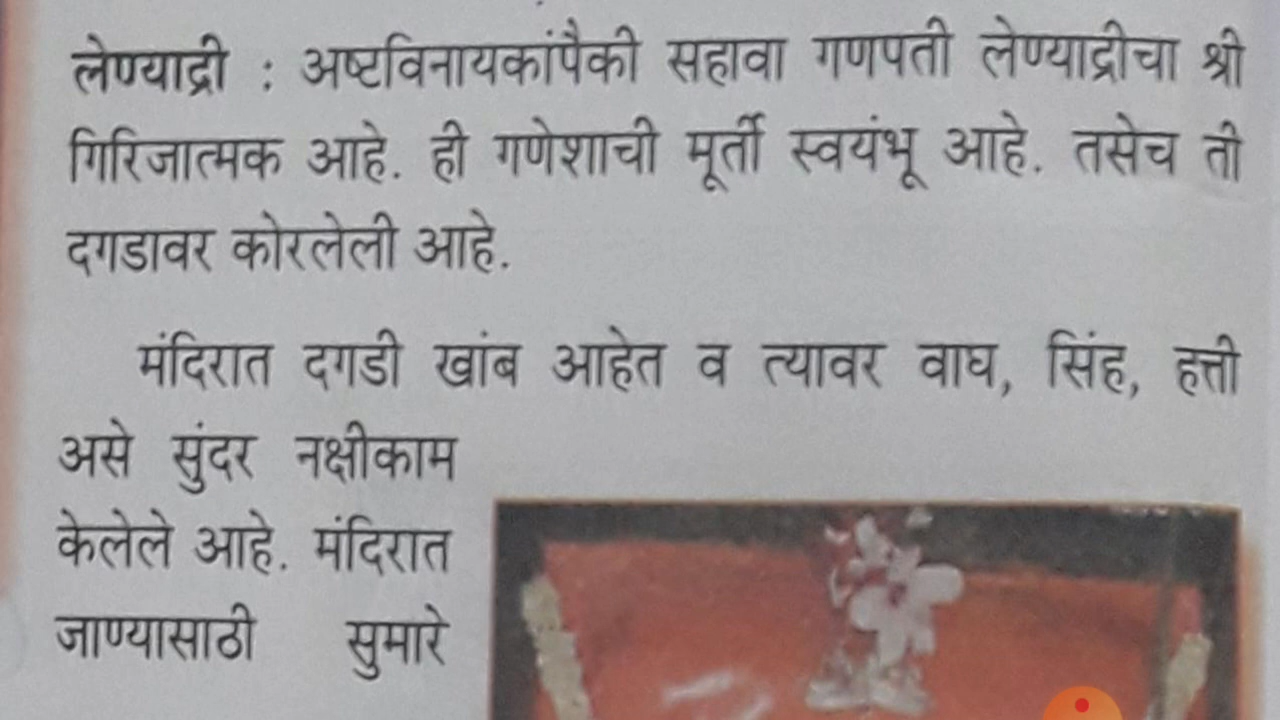 लेण्याद्री : अष्टविनायकांपैकी सहावा गणपती लेण्याद्रीचा श्री
गिरिजात्मक आहे. ही गणेशाची मूर्ती स्वयंभू आहे. तसेच ती
दगडावर कोरलेली आहे.
मंदिरात दगडी खांब आहेत व त्यावर वाघ, सिंह, हत्ती
असे सुंदर नक्षीकाम
केलेले आहे. मंदिरात
जाण्यासाठी सुमारे